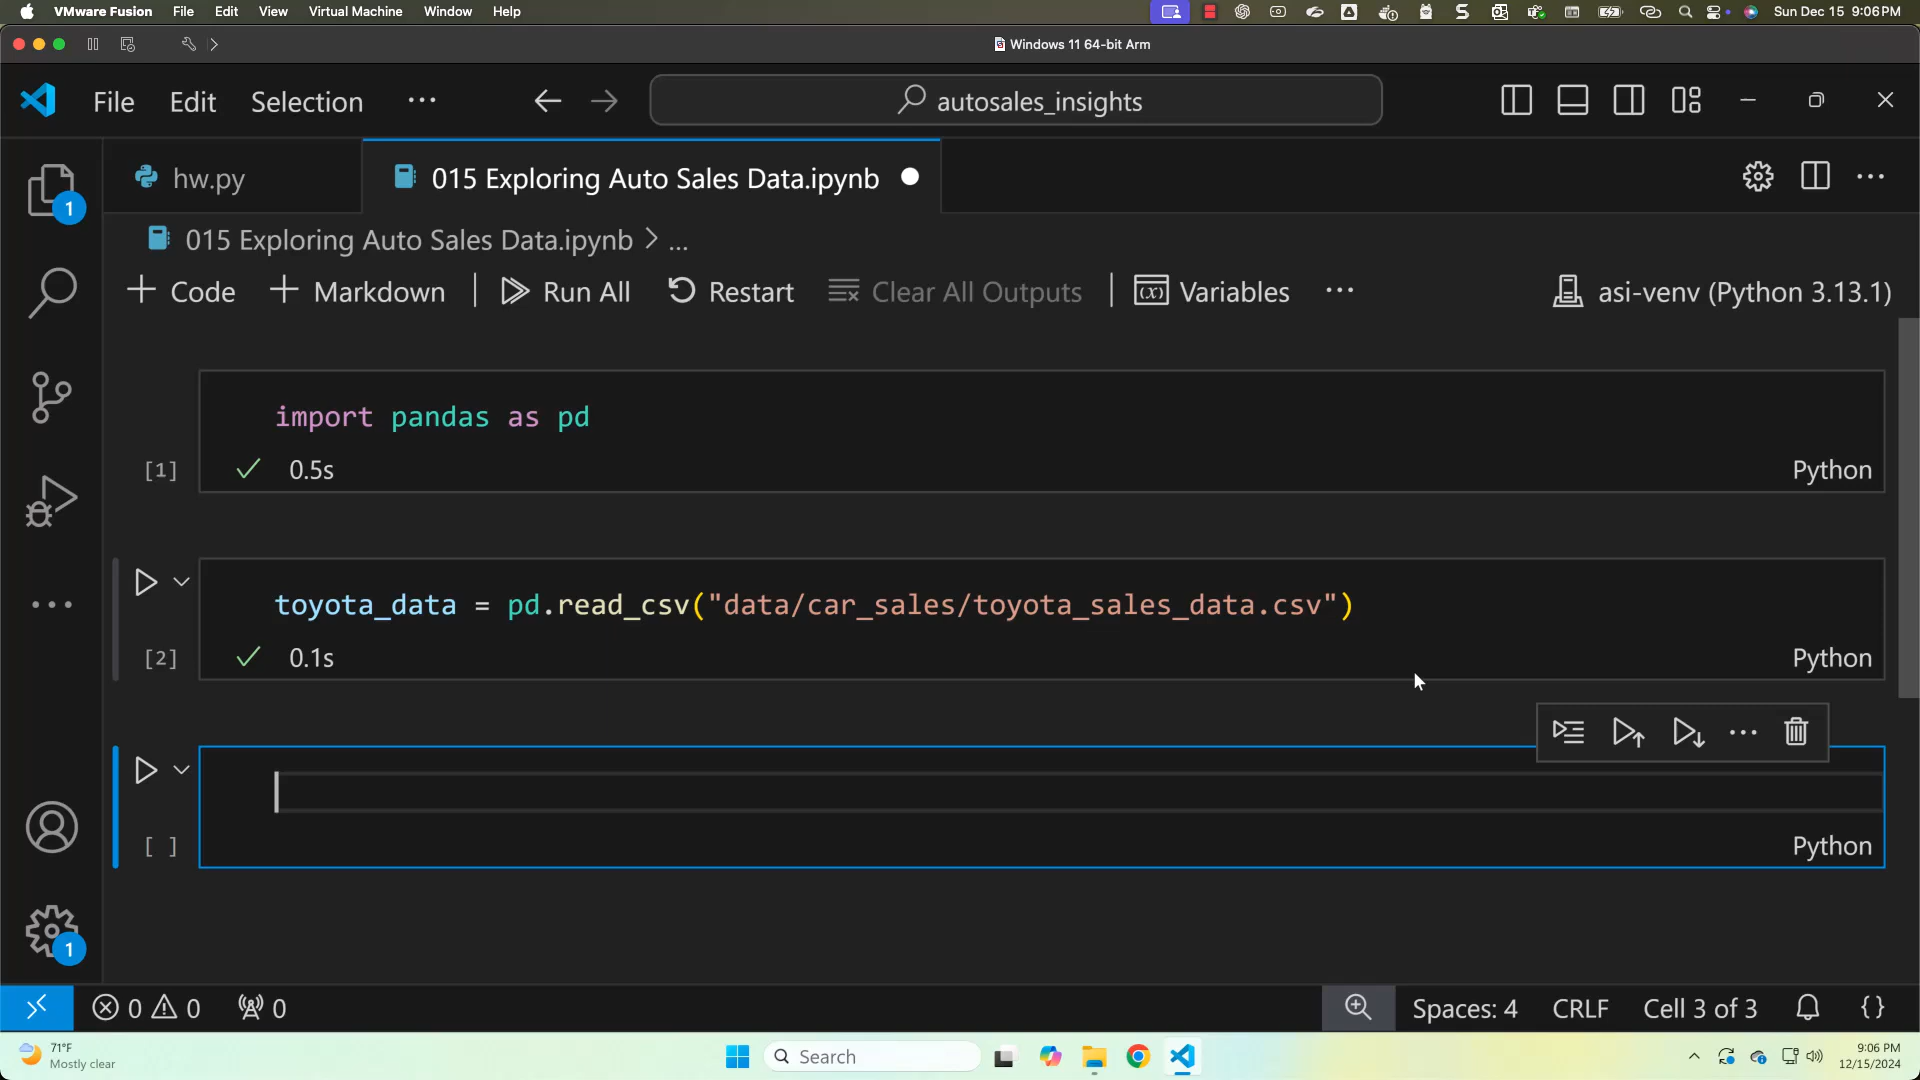 VMware Fusion File Edit View Virtual Machine Window Help Sun Dec 15 9:06 PM
Windows 11 64-bit Arm
File Edit Selection ··· autosales_insights
hw.py 015 Exploring Auto Sales Data.ipynb
015 Exploring Auto Sales Data.ipynb > ...
+ Code + Markdown | Run All Restart Clear All Outputs | Variables ··· asi-venv (Python 3.13.1)
import pandas as pd
[1] 0.5s Python
toyota_data = pd.read_csv("data/car_sales/toyota_sales_data.csv")
[2] 0.1s Python
[ ] Python
1
1
0 0 0 Spaces: 4 CRLF Cell 3 of 3 {}
71°F
Mostly clear
Search
9:06 PM
12/15/2024